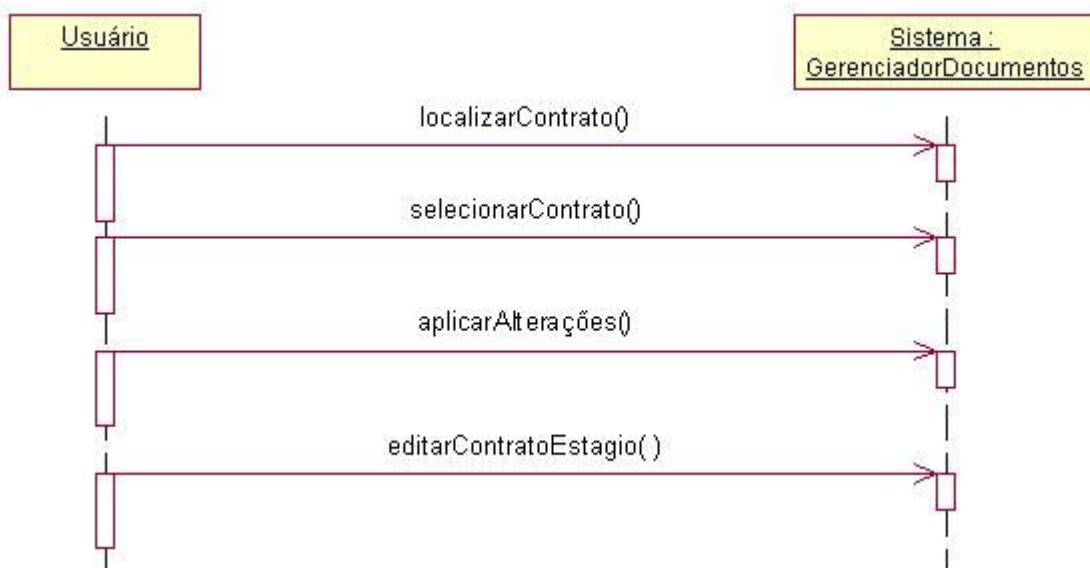 Usuário
Sistema :
GerenciadorDocumentos
localizarContrato()
selecionarContrato()
aplicarAlterações()
editarContratoEstagio( )